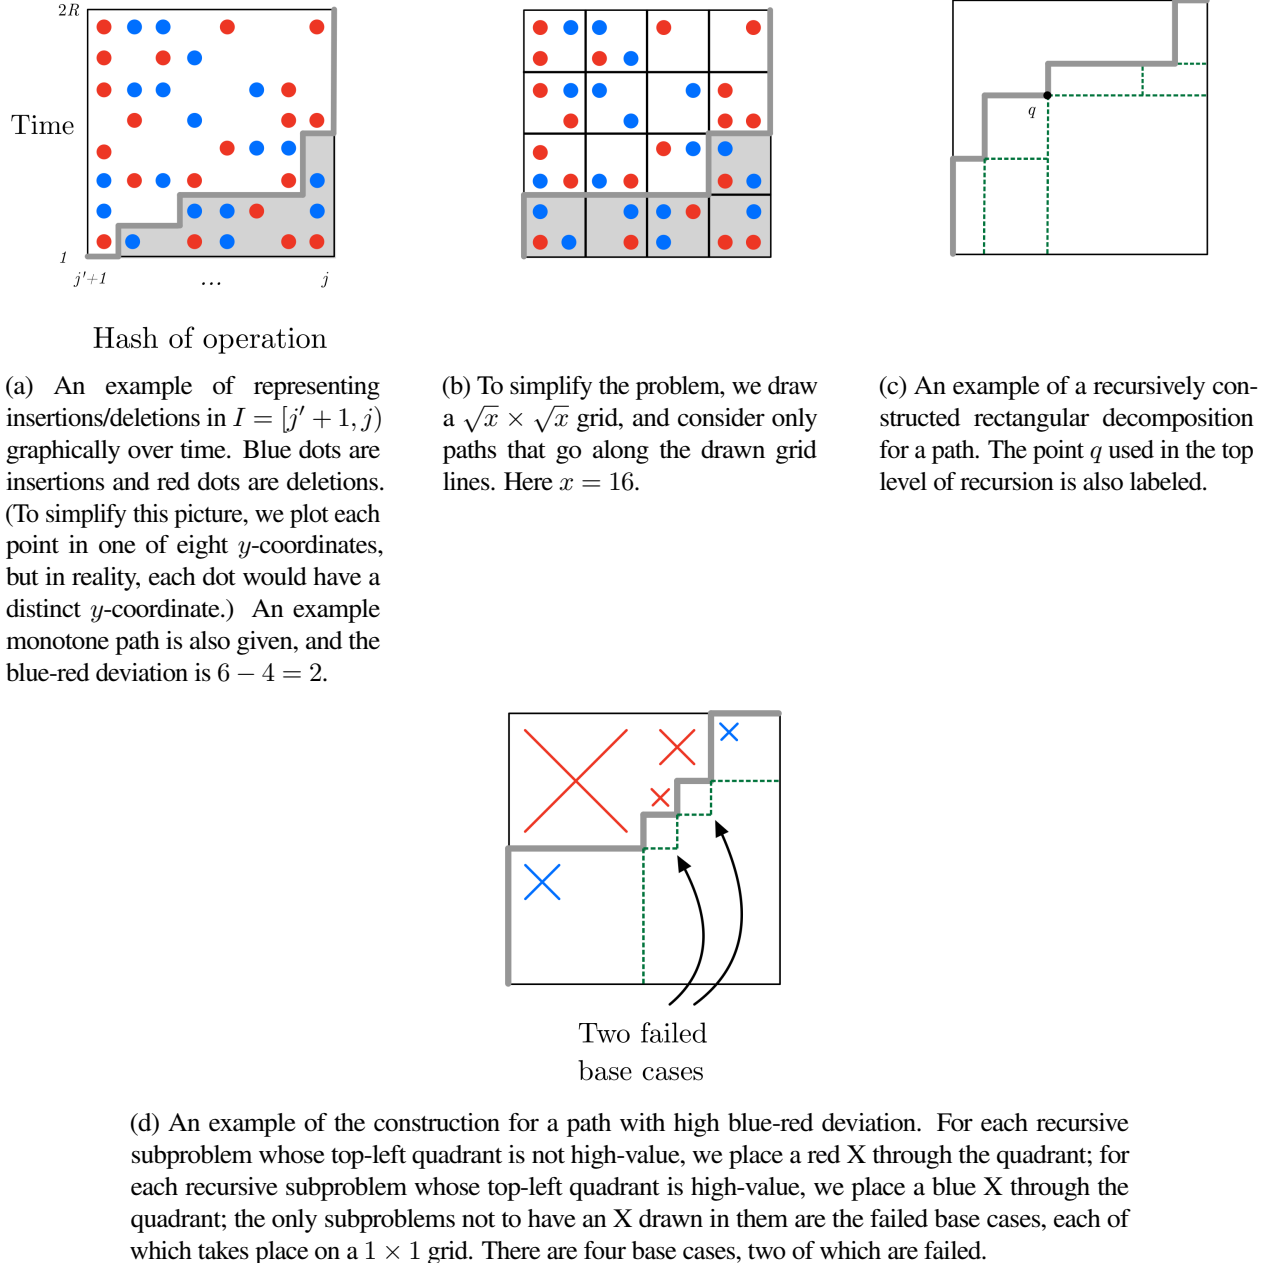 2R
Time
1
j′+1
...
j
Hash of operation
q
(a) An example of representing
insertions/deletions in I = [j′ + 1, j)
graphically over time. Blue dots are
insertions and red dots are deletions.
(To simplify this picture, we plot each
point in one of eight y-coordinates,
but in reality, each dot would have a
distinct y-coordinate.) An example
monotone path is also given, and the
blue-red deviation is 6 − 4 = 2.
(b) To simplify the problem, we draw
a √x × √x grid, and consider only
paths that go along the drawn grid
lines. Here x = 16.
(c) An example of a recursively con-
structed rectangular decomposition
for a path. The point q used in the top
level of recursion is also labeled.
Two failed
base cases
(d) An example of the construction for a path with high blue-red deviation. For each recursive
subproblem whose top-left quadrant is not high-value, we place a red X through the quadrant; for
each recursive subproblem whose top-left quadrant is high-value, we place a blue X through the
quadrant; the only subproblems not to have an X drawn in them are the failed base cases, each of
which takes place on a 1 × 1 grid. There are four base cases, two of which are failed.